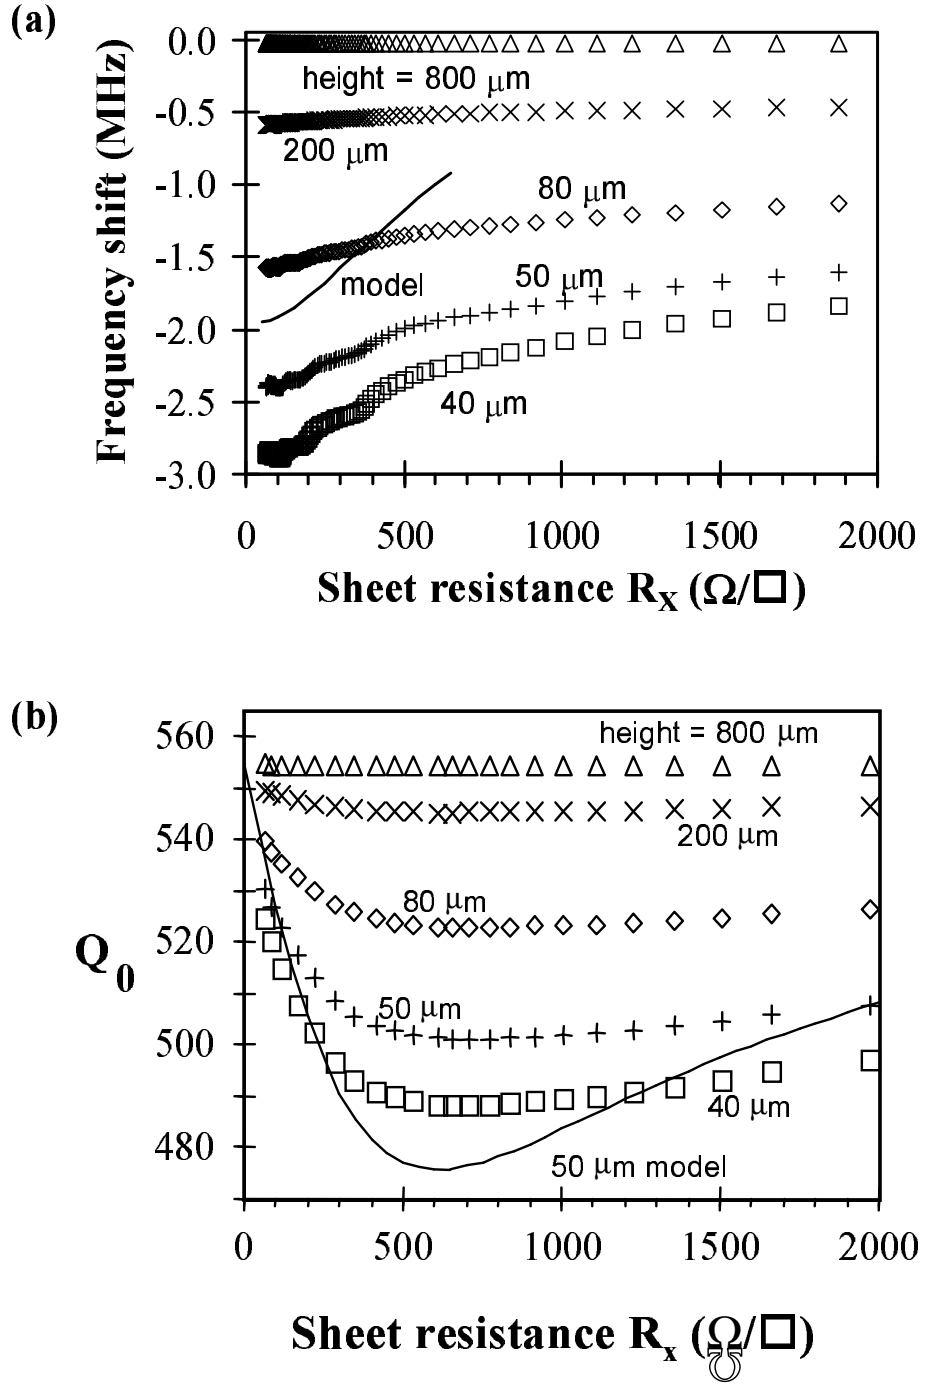 (a)
Frequency shift (MHz)
0.0
-0.5
-1.0
-1.5
-2.0
-2.5
-3.0
height = 800 μm
200 μm
80 μm
model
50 μm
40 μm
0 500 1000 1500 2000
Sheet resistance RX (Ω/□)
(b)
Q0
560
540
520
500
480
height = 800 μm
200 μm
80 μm
50 μm
40 μm
50 μm model
0 500 1000 1500 2000
Sheet resistance Rx (Ω/□)